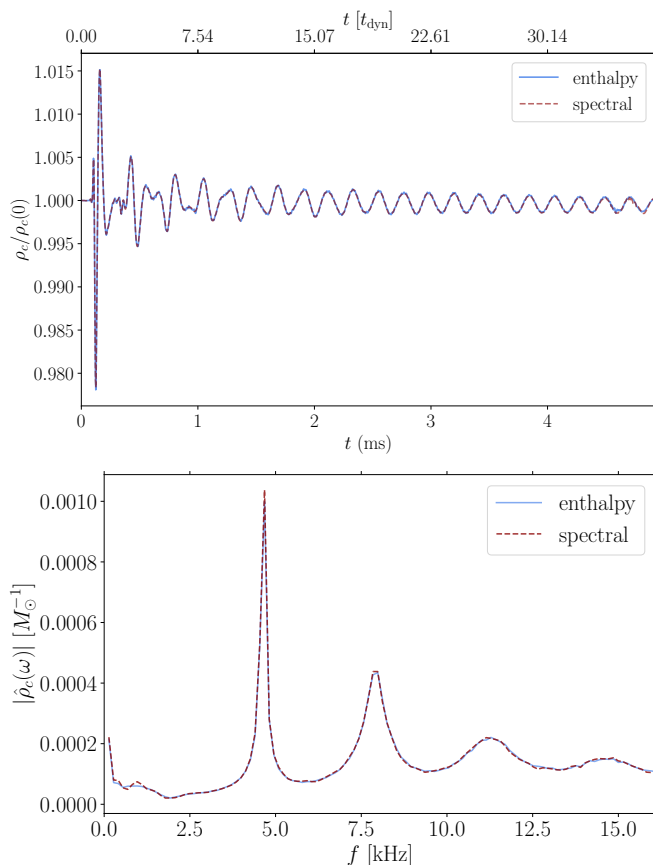 t [t_dyn]
0.00 7.54 15.07 22.61 30.14
1.015
1.010
1.005
1.000
0.995
0.990
0.985
0.980
ρ_c/ρ_c(0)
enthalpy
spectral
0 1 2 3 4
t (ms)
0.0010
0.0008
0.0006
0.0004
0.0002
0.0000
|ρ̂_c(ω)| [M_⊙^{-1}]
enthalpy
spectral
0.0 2.5 5.0 7.5 10.0 12.5 15.0
f [kHz]